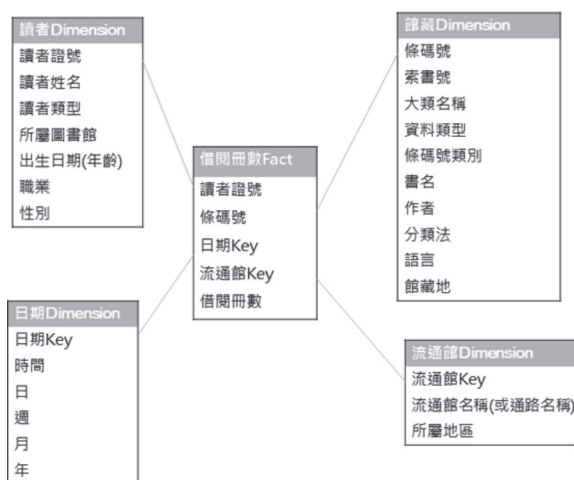 讀者Dimension
讀者證號
讀者姓名
讀者類型
所屬圖書館
出生日期(年齡)
職業
性別
館藏Dimension
條碼號
索書號
大類名稱
資料類型
條碼號類別
書名
作者
分類法
語言
館藏地
借閱冊數Fact
讀者證號
條碼號
日期Key
流通館Key
借閱冊數
日期Dimension
日期Key
時間
日
週
月
年
流通館Dimension
流通館Key
流通館名稱(或通路名稱)
所屬地區